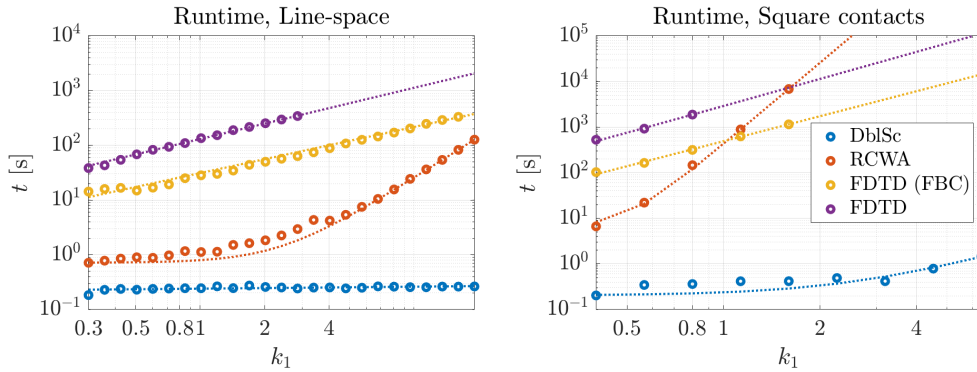 Runtime, Line-space
10^4
10^3
10^2
10^1
10^0
10^-1
t [s]
0.3 0.5 0.81 2 4
k_1
Runtime, Square contacts
10^5
10^4
10^3
10^2
10^1
10^0
10^-1
t [s]
0.5 0.8 1 2 4
k_1
DblSc
RCWA
FDTD (FBC)
FDTD